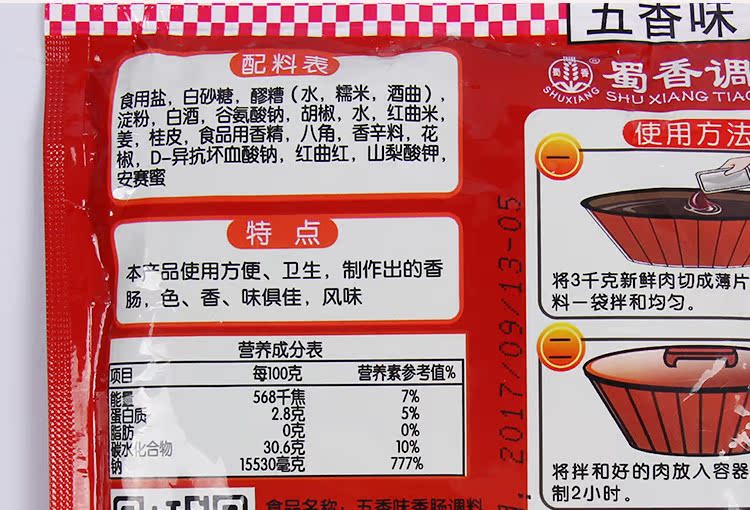 五香味
配料表
食用盐，白砂糖，醪糟（水，糯米，酒曲），
淀粉，白酒，谷氨酸钠，胡椒，水，红曲米，
姜，桂皮，食品用香精，八角，香辛料，花
椒，D-异抗坏血酸钠，红曲红，山梨酸钾，
安赛蜜
特点
本产品使用方便、卫生，制作出的香
肠，色、香、味俱佳，风味
营养成分表
项目 每100克 营养素参考值%
能量 568千焦 7%
蛋白质 2.8克 5%
脂肪 0克 0%
碳水化合物 30.6克 10%
钠 15530毫克 777%
食品名称：五香味香肠调料
2017/09/13-05
蜀香
SHUXIANG
蜀香调
SHU XIANG TIAO
使用方法
一
将3千克新鲜肉切成薄片
料一袋拌和均匀。
二
将拌和好的肉放入容器
制2小时。